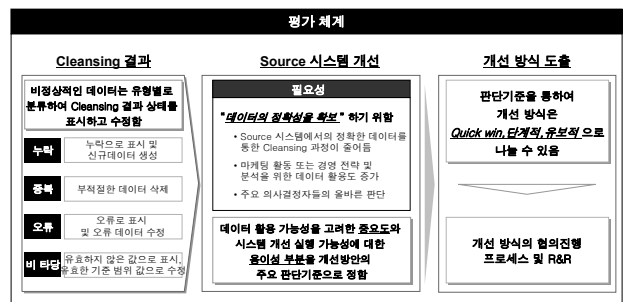 평가 체계
Cleansing 결과
비정상적인 데이터는 유형별로
분류하여 Cleansing 결과 상태를
표시하고 수정함
누락
누락으로 표시 및
신규데이터 생성
중복
부적절한 데이터 삭제
오류
오류로 표시
및 오류 데이터 수정
비 타당
유효하지 않은 값으로 표시,
유효한 기준 범위 값으로 수정
Source 시스템 개선
필요성
"데이터의 정확성을 확보" 하기 위함
• Source 시스템에서의 정확한 데이터를
통한 Cleansing 과정이 줄어듬
• 마케팅 활동 또는 경영 전략 및
분석을 위한 데이터 활용도 증가
• 주요 의사결정자들의 올바른 판단
데이터 활용 가능성을 고려한 중요도와
시스템 개선 실행 가능성에 대한
용이성 부분을 개선방안의
주요 판단기준으로 정함
개선 방식 도출
판단기준을 통하여
개선 방식은
Quick win,단계적,유보적 으로
나눌 수 있음
개선 방식의 협의진행
프로세스 및 R&R